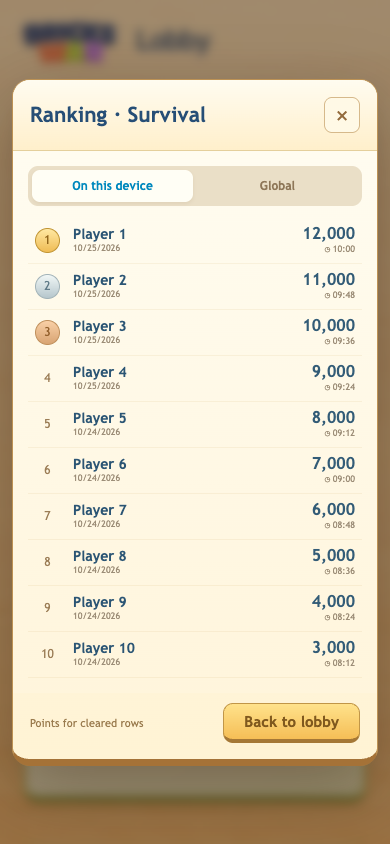 Lobby
Ranking · Survival
×
On this device
Global
1
Player 1
10/25/2026
12,000
10:00
2
Player 2
10/25/2026
11,000
09:48
3
Player 3
10/25/2026
10,000
09:36
4
Player 4
10/25/2026
9,000
09:24
5
Player 5
10/24/2026
8,000
09:12
6
Player 6
10/24/2026
7,000
09:00
7
Player 7
10/24/2026
6,000
08:48
8
Player 8
10/24/2026
5,000
08:36
9
Player 9
10/24/2026
4,000
08:24
10
Player 10
10/24/2026
3,000
08:12
Points for cleared rows
Back to lobby